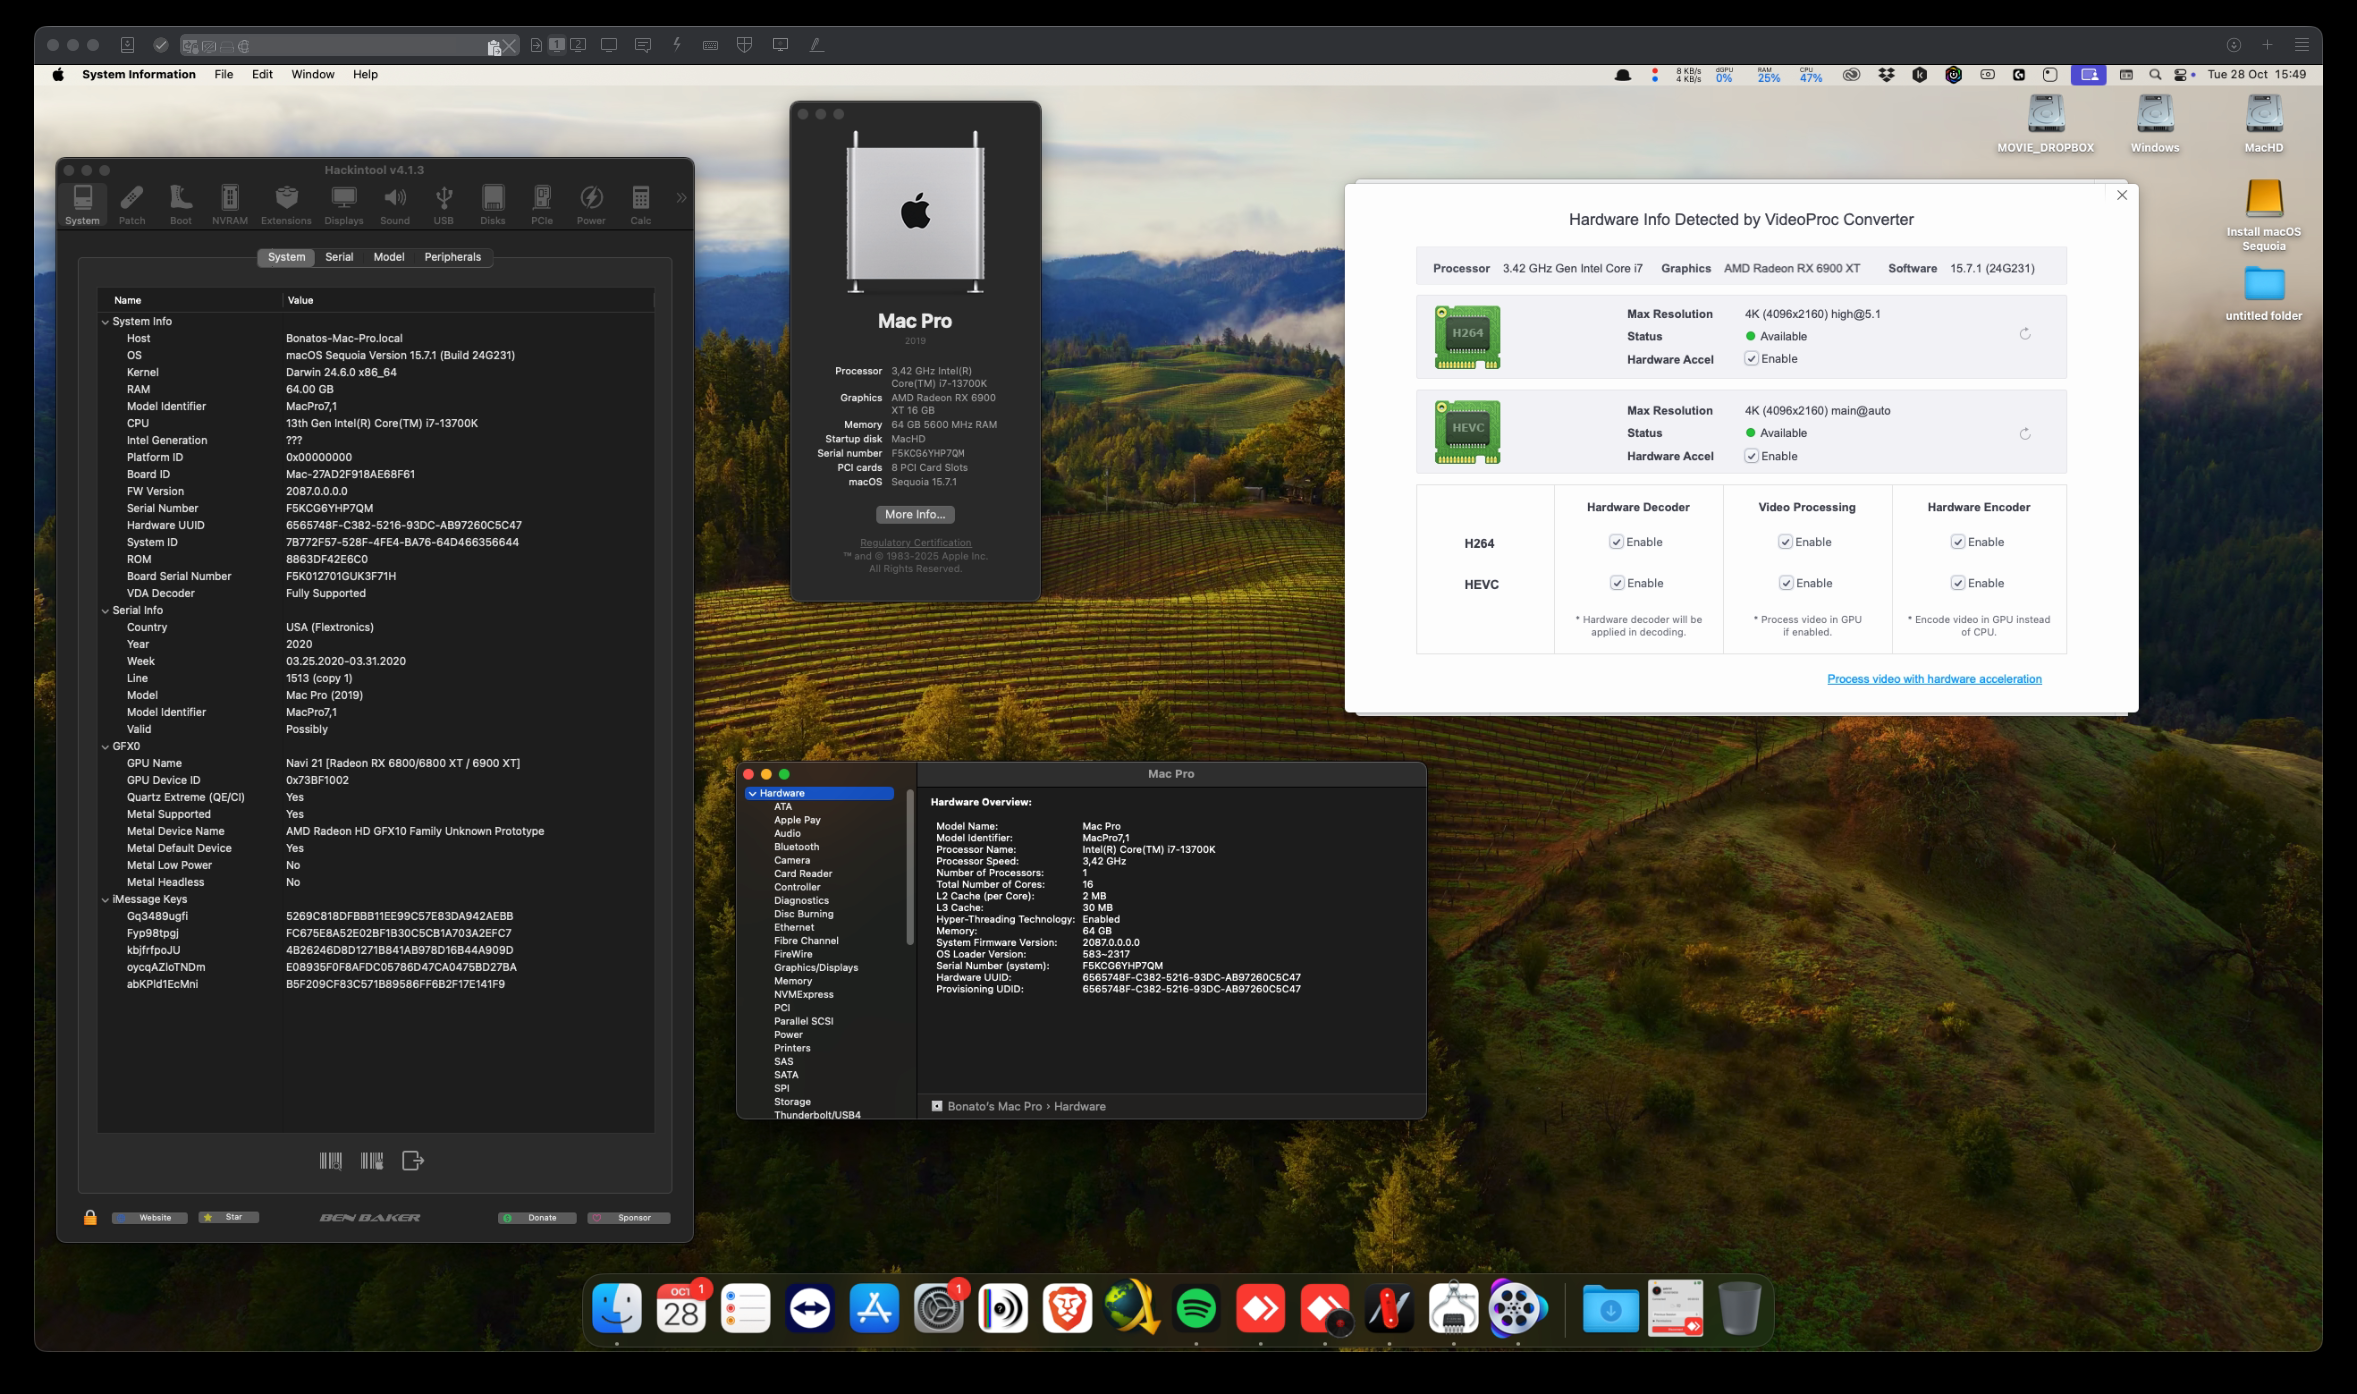 1
2
System Information File Edit Window Help
8 KB/s
4 KB/s
dGPU
0%
RAM
25%
CPU
47%
Tue 28 Oct 15:49
MOVIE_DROPBOX
Windows
MacHD
Install macOS
Sequoia
untitled folder
Hackintool v4.1.3
System
Patch
Boot
NVRAM
Extensions
Displays
Sound
USB
Disks
PCIe
Power
Calc
System Serial Model Peripherals
Name Value
System Info
Host Bonatos-Mac-Pro.local
OS macOS Sequoia Version 15.7.1 (Build 24G231)
Kernel Darwin 24.6.0 x86_64
RAM 64.00 GB
Model Identifier MacPro7,1
CPU 13th Gen Intel(R) Core(TM) i7-13700K
Intel Generation ???
Platform ID 0x00000000
Board ID Mac-27AD2F918AE68F61
FW Version 2087.0.0.0.0
Serial Number F5KCG6YHP7QM
Hardware UUID 6565748F-C382-5216-93DC-AB97260C5C47
System ID 7B772F57-528F-4FE4-BA76-64D466356644
ROM 8863DF42E6C0
Board Serial Number F5K012701GUK3F71H
VDA Decoder Fully Supported
Serial Info
Country USA (Flextronics)
Year 2020
Week 03.25.2020-03.31.2020
Line 1513 (copy 1)
Model Mac Pro (2019)
Model Identifier MacPro7,1
Valid Possibly
GFX0
GPU Name Navi 21 [Radeon RX 6800/6800 XT / 6900 XT]
GPU Device ID 0x73BF1002
Quartz Extreme (QE/CI) Yes
Metal Supported Yes
Metal Device Name AMD Radeon HD GFX10 Family Unknown Prototype
Metal Default Device Yes
Metal Low Power No
Metal Headless No
iMessage Keys
Gq3489ugfi 5269C818DFBBB11EE99C57E83DA942AEBB
Fyp98tpgj FC675E8A52E02BF1B30C5CB1A703A2EFC7
kbjfrfpoJU 4B26246D8D1271B841AB978D16B44A909D
oycqAZloTNDm E08935F0F8AFDC05786D47CA0475BD27BA
abKPld1EcMni B5F209CF83C571B89586FF6B2F17E141F9
Website
Star
BEN BAKER
Donate
Sponsor
Mac Pro
2019
Processor 3,42 GHz Intel(R)
Core(TM) i7-13700K
Graphics AMD Radeon RX 6900
XT 16 GB
Memory 64 GB 5600 MHz RAM
Startup disk MacHD
Serial number F5KCG6YHP7QM
PCI cards 8 PCI Card Slots
macOS Sequoia 15.7.1
More Info...
Regulatory Certification
™ and © 1983-2025 Apple Inc.
All Rights Reserved.
Hardware Info Detected by VideoProc Converter
Processor 3.42 GHz Gen Intel Core i7 Graphics AMD Radeon RX 6900 XT Software 15.7.1 (24G231)
H264
Max Resolution 4K (4096x2160) high@5.1
Status Available
Hardware Accel Enable
HEVC
Max Resolution 4K (4096x2160) main@auto
Status Available
Hardware Accel Enable
Hardware Decoder Video Processing Hardware Encoder
H264 Enable Enable Enable
HEVC Enable Enable Enable
* Hardware decoder will be
applied in decoding.
* Process video in GPU
if enabled.
* Encode video in GPU instead
of CPU.
Process video with hardware acceleration
Mac Pro
Hardware
ATA
Apple Pay
Audio
Bluetooth
Camera
Card Reader
Controller
Diagnostics
Disc Burning
Ethernet
Fibre Channel
FireWire
Graphics/Displays
Memory
NVMExpress
PCI
Parallel SCSI
Power
Printers
SAS
SATA
SPI
Storage
Thunderbolt/USB4
Hardware Overview:
Model Name: Mac Pro
Model Identifier: MacPro7,1
Processor Name: Intel(R) Core(TM) i7-13700K
Processor Speed: 3,42 GHz
Number of Processors: 1
Total Number of Cores: 16
L2 Cache (per Core): 2 MB
L3 Cache: 30 MB
Hyper-Threading Technology: Enabled
Memory: 64 GB
System Firmware Version: 2087.0.0.0.0
OS Loader Version: 583~2317
Serial Number (system): F5KCG6YHP7QM
Hardware UUID: 6565748F-C382-5216-93DC-AB97260C5C47
Provisioning UDID: 6565748F-C382-5216-93DC-AB97260C5C47
Bonato's Mac Pro › Hardware
OCT
28
1
1